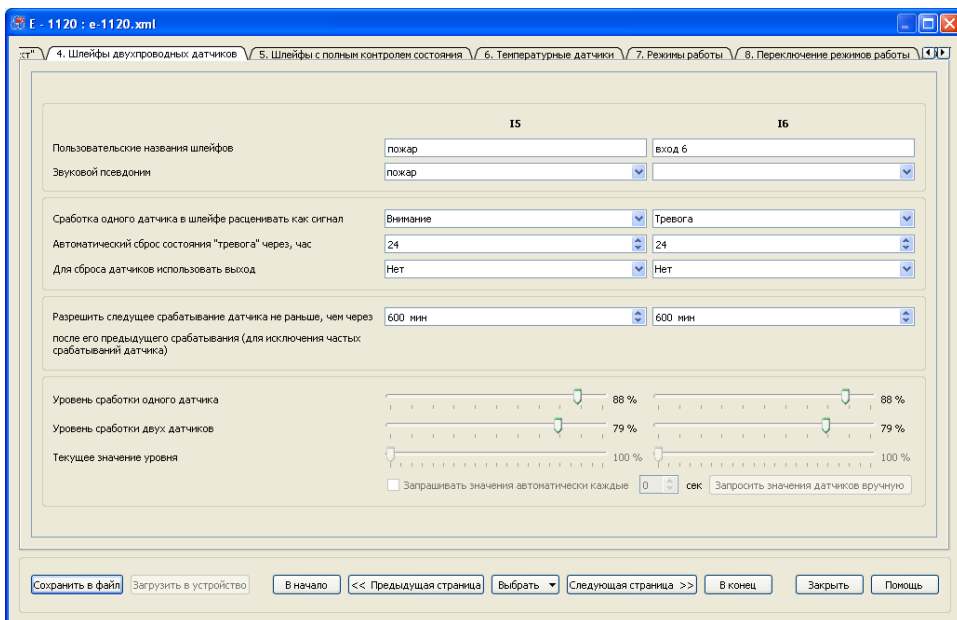 E - 1120 : e-1120.xml
ст" 4. Шлейфы двухпроводных датчиков 5. Шлейфы с полным контролем состояния 6. Температурные датчики 7. Режимы работы 8. Переключение режимов работы
I5 I6
Пользовательские названия шлейфов пожар вход 6
Звуковой псевдоним пожар
Сработка одного датчика в шлейфе расценивать как сигнал Внимание Тревога
Автоматический сброс состояния "тревога" через, час 24 24
Для сброса датчиков использовать выход Нет Нет
Разрешить следущее срабатывание датчика не раньше, чем через 600 мин 600 мин
после его предыдущего срабатывания (для исключения частых
срабатываний датчика)
Уровень сработки одного датчика 88 % 88 %
Уровень сработки двух датчиков 79 % 79 %
Текущее значение уровня 100 % 100 %
Запрашивать значения автоматически каждые 0 сек Запросить значения датчиков вручную
Сохранить в файл Загрузить в устройство В начало << Предыдущая страница Выбрать Следующая страница >> В конец Закрыть Помощь